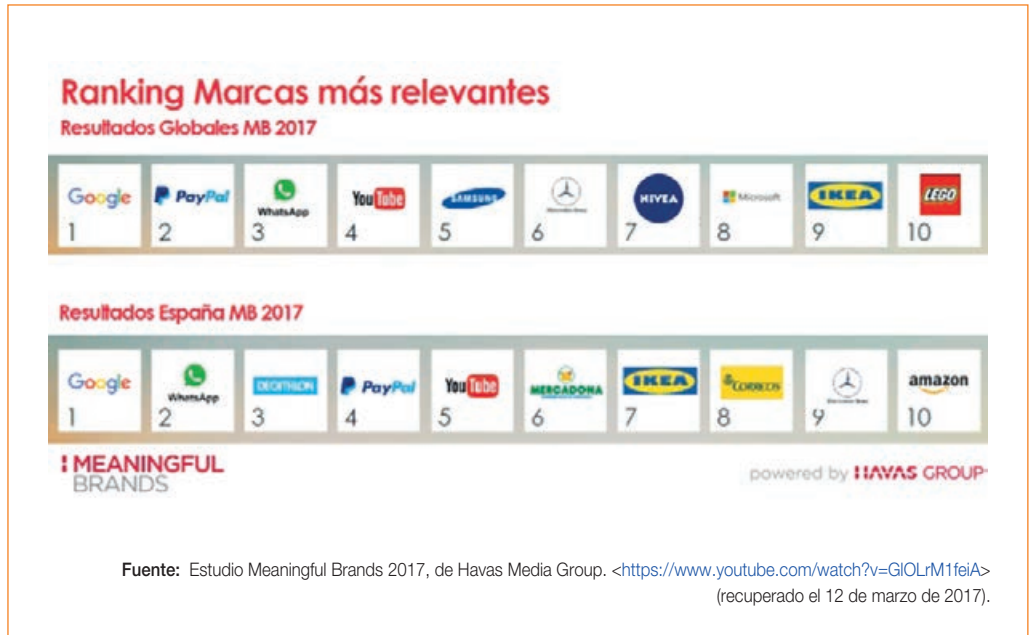 Ranking Marcas más relevantes
Resultados Globales MB 2017
Google PayPal WhatsApp YouTube SAMSUNG Mercedes-Benz NIVEA Microsoft IKEA LEGO
1 2 3 4 5 6 7 8 9 10
Resultados España MB 2017
Google WhatsApp DECATHLON PayPal YouTube MERCADONA IKEA CORREOS Mercedes-Benz amazon
1 2 3 4 5 6 7 8 9 10
MEANINGFUL
BRANDS
powered by HAVAS GROUP
Fuente: Estudio Meaningful Brands 2017, de Havas Media Group. <https://www.youtube.com/watch?v=GlOLrM1feiA>
(recuperado el 12 de marzo de 2017).